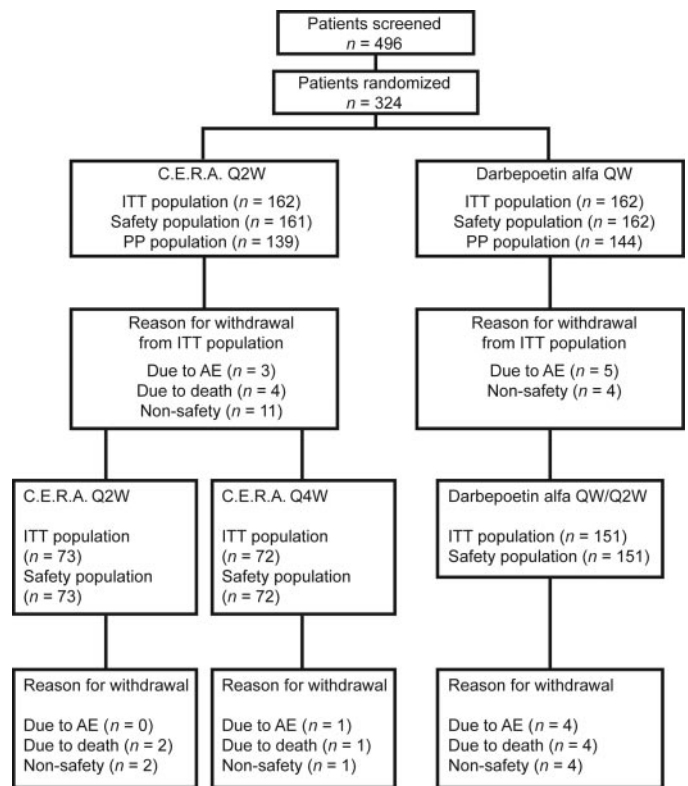 Patients screened
n = 496
Patients randomized
n = 324
C.E.R.A. Q2W
ITT population (n = 162)
Safety population (n = 161)
PP population (n = 139)
Darbepoetin alfa QW
ITT population (n = 162)
Safety population (n = 162)
PP population (n = 144)
Reason for withdrawal
from ITT population
Due to AE (n = 3)
Due to death (n = 4)
Non-safety (n = 11)
Reason for withdrawal
from ITT population
Due to AE (n = 5)
Non-safety (n = 4)
C.E.R.A. Q2W
ITT population
(n = 73)
Safety population
(n = 73)
C.E.R.A. Q4W
ITT population
(n = 72)
Safety population
(n = 72)
Darbepoetin alfa QW/Q2W
ITT population (n = 151)
Safety population (n = 151)
Reason for withdrawal
Due to AE (n = 0)
Due to death (n = 2)
Non-safety (n = 2)
Reason for withdrawal
Due to AE (n = 1)
Due to death (n = 1)
Non-safety (n = 1)
Reason for withdrawal
Due to AE (n = 4)
Due to death (n = 4)
Non-safety (n = 4)